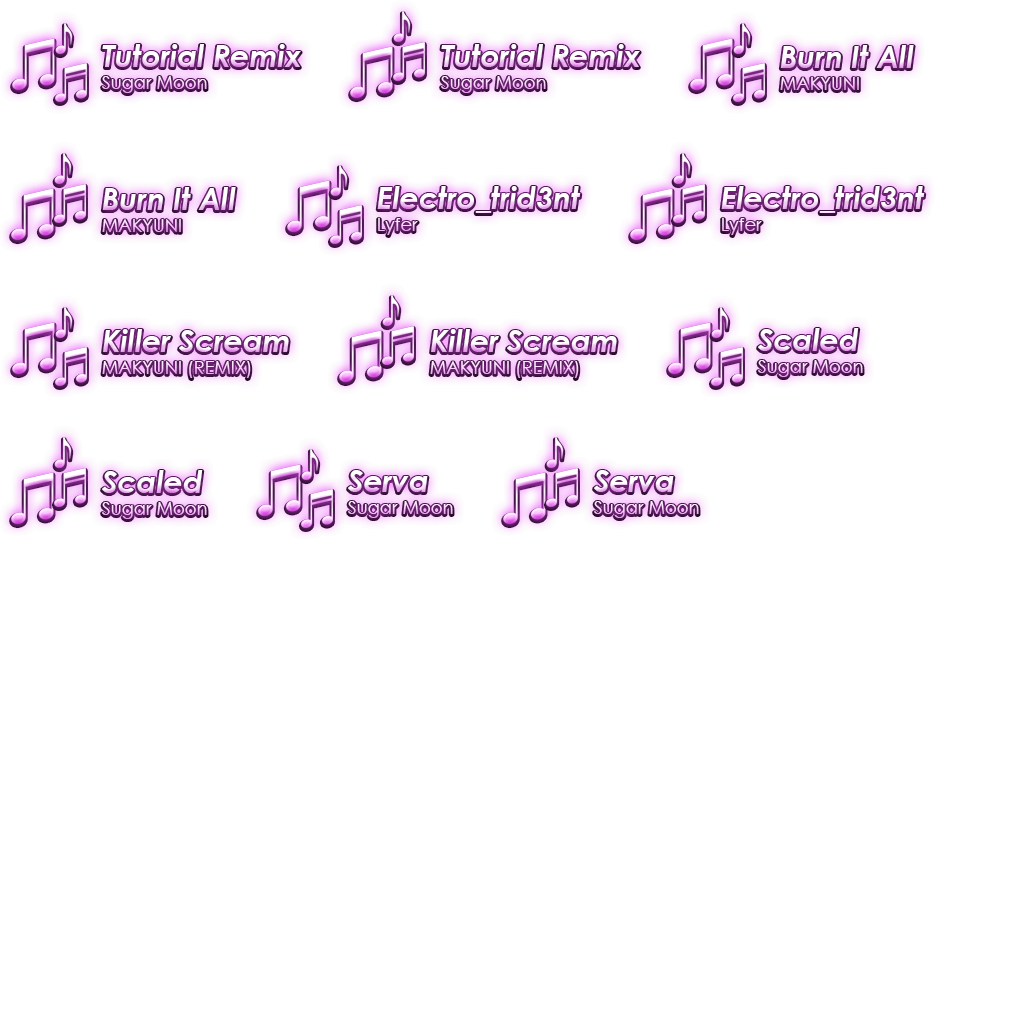 Tutorial Remix
Sugar Moon
Tutorial Remix
Sugar Moon
Burn It All
MAKYUNI
Burn It All
MAKYUNI
Electro_trid3nt
Lyfer
Electro_trid3nt
Lyfer
Killer Scream
MAKYUNI (REMIX)
Killer Scream
MAKYUNI (REMIX)
Scaled
Sugar Moon
Scaled
Sugar Moon
Serva
Sugar Moon
Serva
Sugar Moon